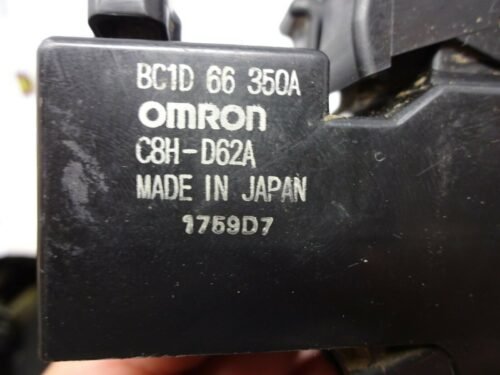 BC1D 66 350A
OMRON
C8H-D62A
MADE IN JAPAN
1759D7